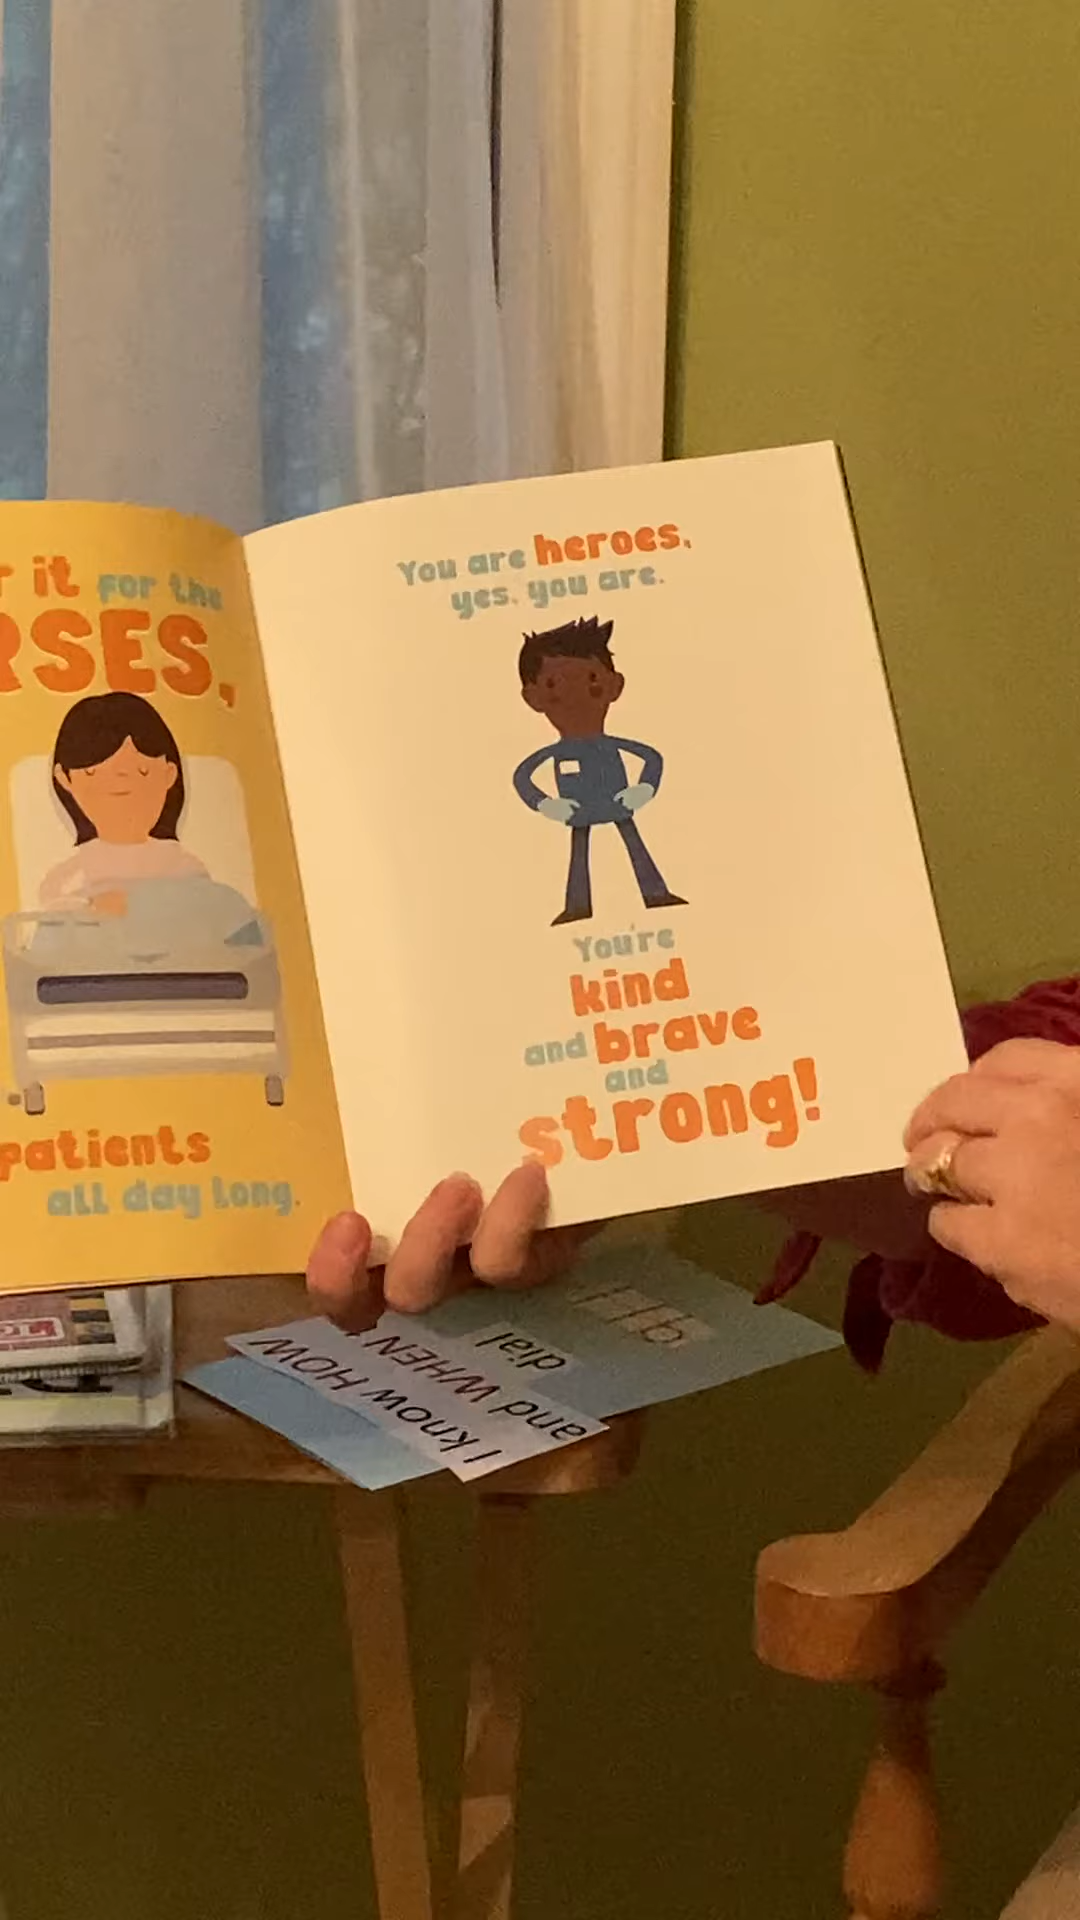 it for the
RSES,
patients
all day long.
You are heroes,
yes, you are.
You're
kind
and brave
and
strong!
dial
911
I know HOW
and WHEN